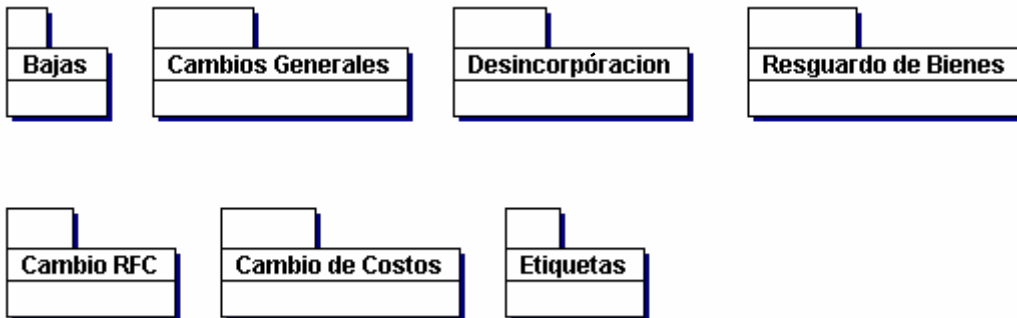 Bajas
Cambios Generales
Desincorpóracion
Resguardo de Bienes
Cambio RFC
Cambio de Costos
Etiquetas